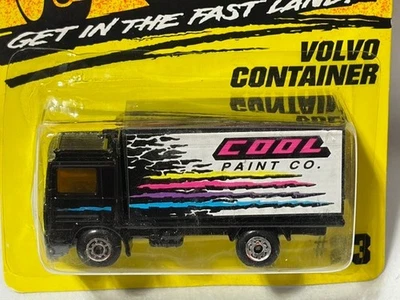 GET IN THE FAST LANE!
VOLVO
CONTAINER
COOL
PAINT CO.